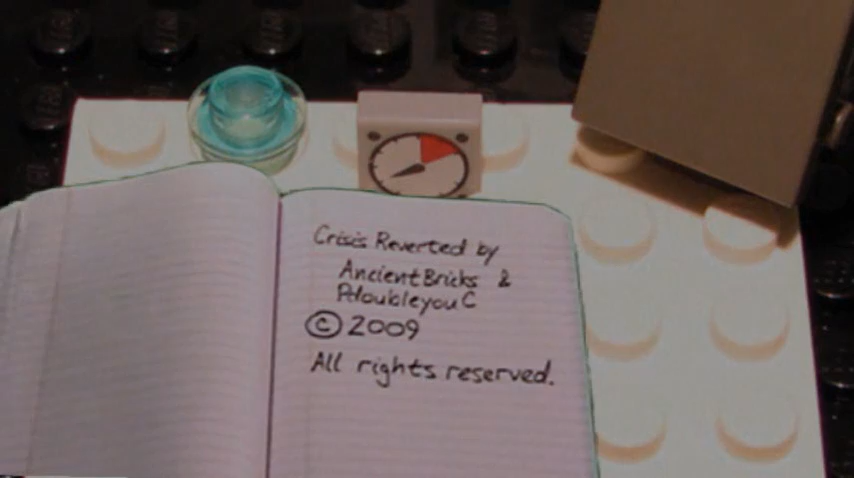 Crisis Reverted by
AncientBricks &
PdoubleyouC
© 2009
All rights reserved.